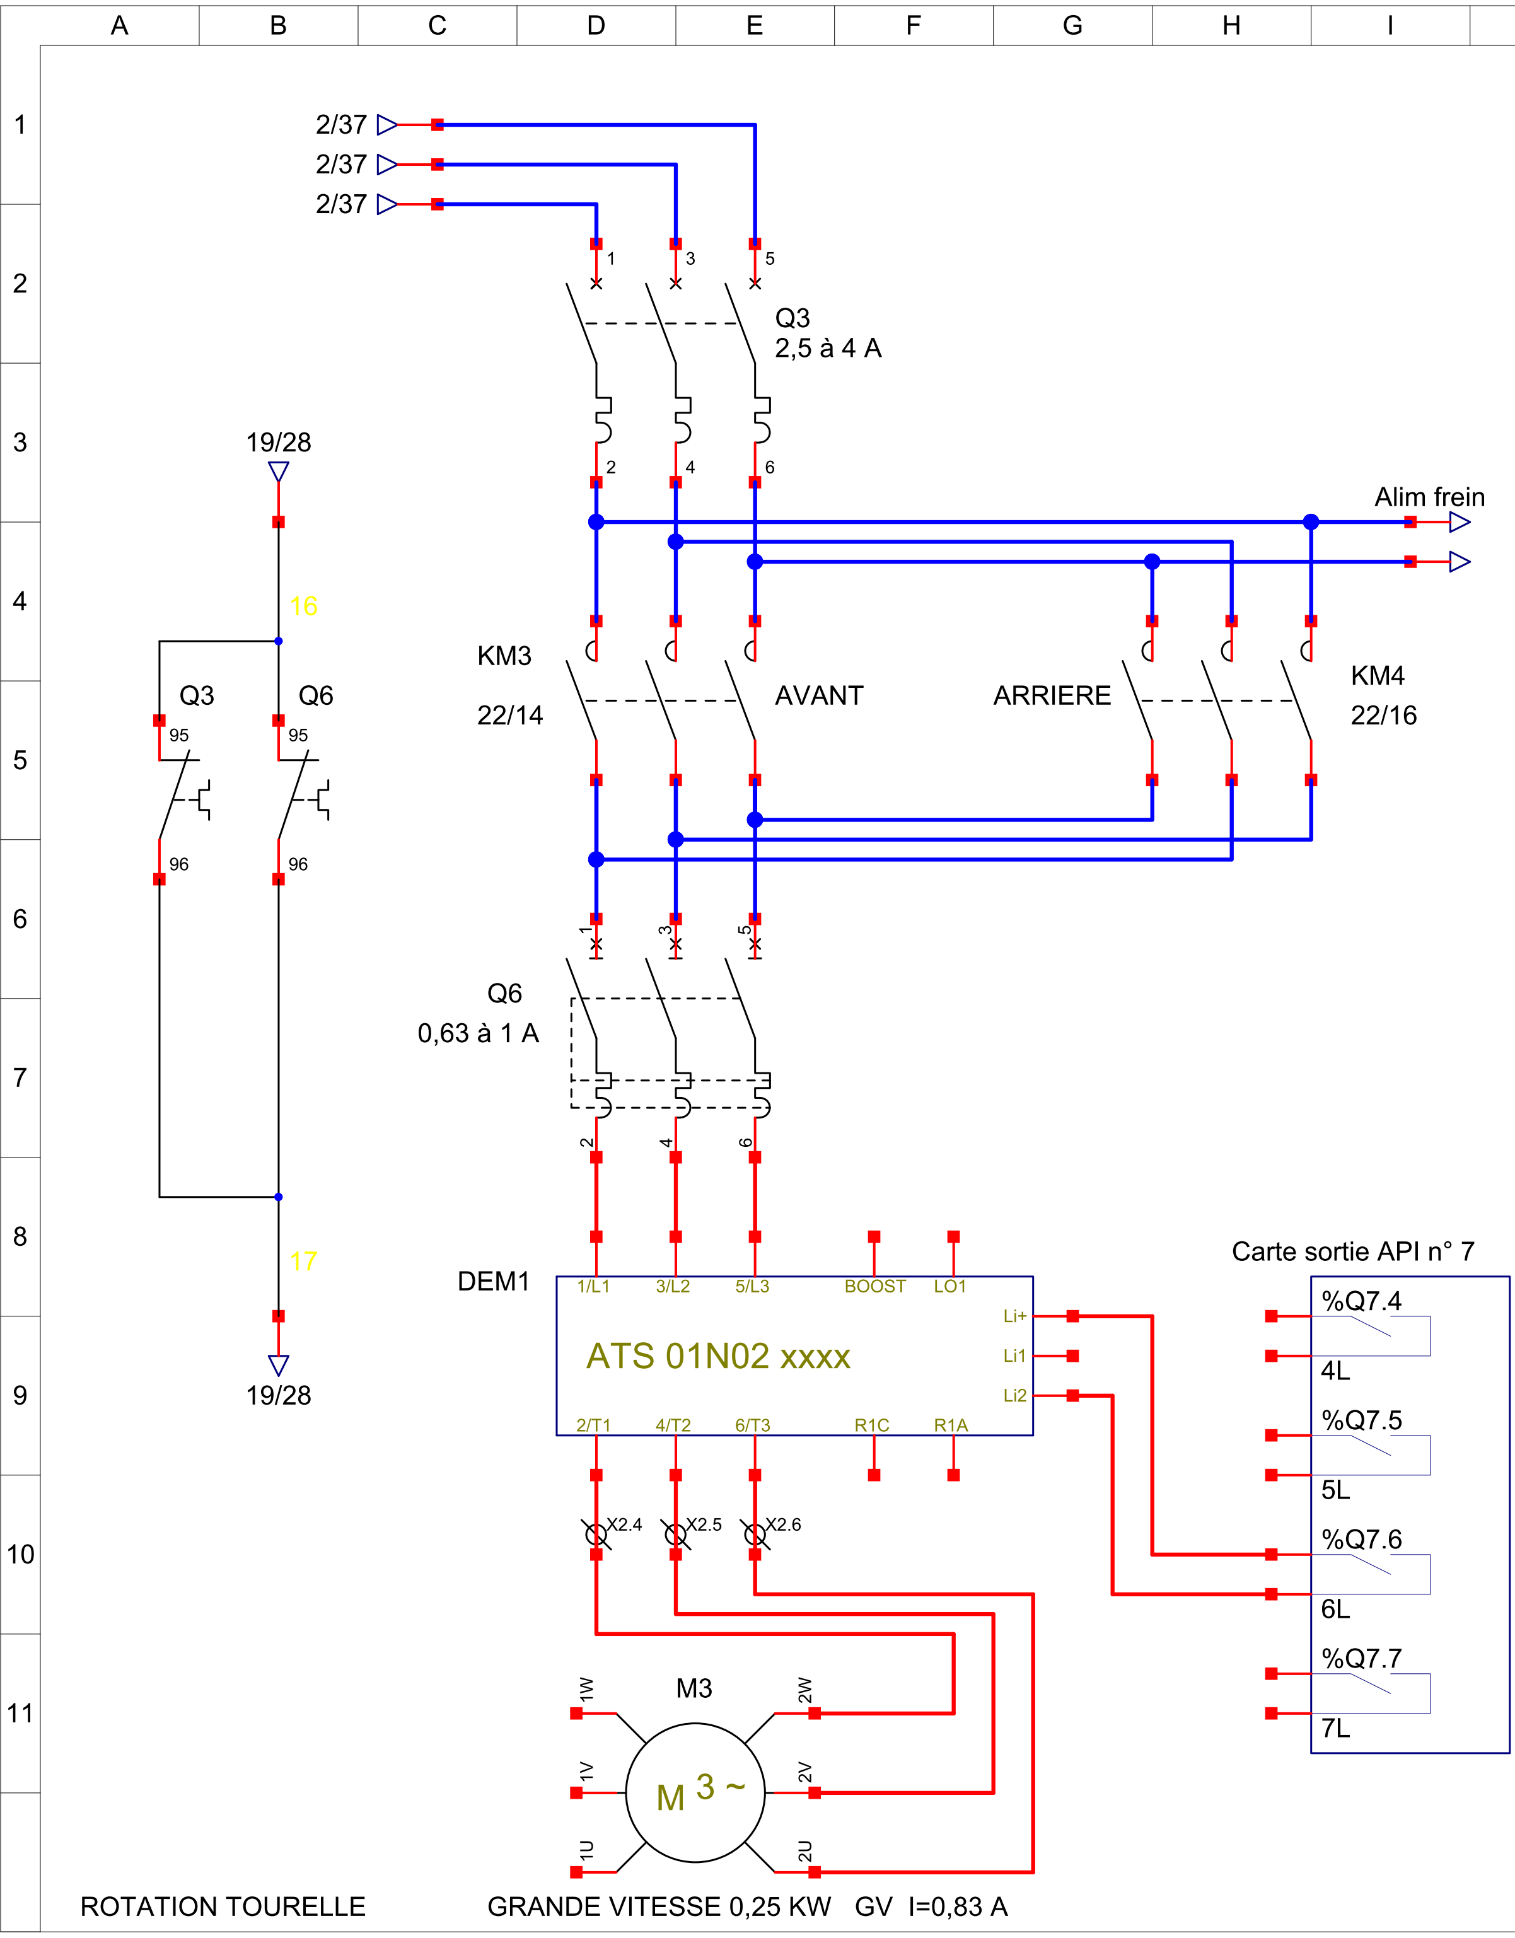 A B C D E F G H I
1
2/37
2/37
2/37
1 3 5
2
Q3
2,5 à 4 A
3
19/28
2 4 6
Alim frein
4
16
KM3
22/14
AVANT
ARRIERE
KM4
22/16
Q3
Q6
95
95
5
96
96
6
1 3 5
Q6
0,63 à 1 A
7
2 4 6
8
17
19/28
DEM1
1/L1 3/L2 5/L3 BOOST LO1
ATS 01N02 xxxx
Li+
Li1
Li2
2/T1 4/T2 6/T3 R1C R1A
Carte sortie API n° 7
%Q7.4
4L
9
%Q7.5
5L
10
X2.4 X2.5 X2.6
%Q7.6
6L
11
%Q7.7
7L
M3
1W 2W
1V 2V
1U 2U
M 3 ~
ROTATION TOURELLE GRANDE VITESSE 0,25 KW GV I=0,83 A